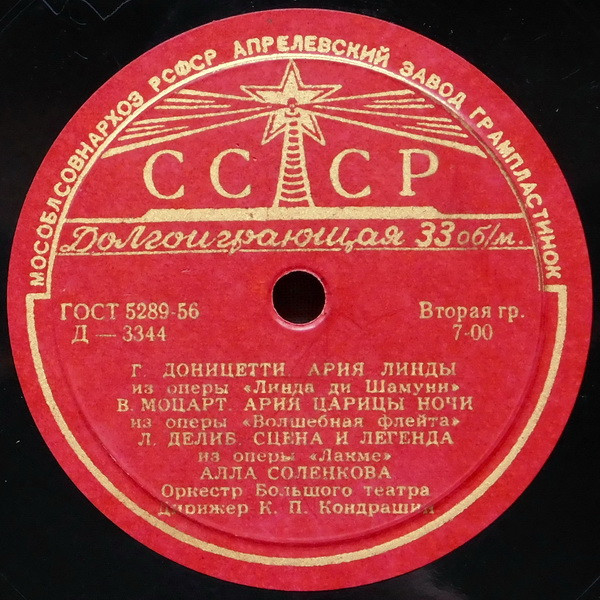 МОСОБЛСОВНАРХОЗ РСФСР АПРЕЛЕВСКИЙ ЗАВОД ГРАМПЛАСТИНОК
СССР
Долгоиграющая 33 об/м.
ГОСТ 5289-56
Д — 3344
Вторая гр.
7-00
Г. ДОНИЦЕТТИ. АРИЯ ЛИНДЫ
из оперы «Линда ди Шамуни»
В. МОЦАРТ. АРИЯ ЦАРИЦЫ НОЧИ
из оперы «Волшебная флейта»
Л. ДЕЛИБ. СЦЕНА И ЛЕГЕНДА
из оперы «Лакме»
АЛЛА СОЛЕНКОВА
Оркестр Большого театра
Дирижер К. П. Кондрашин